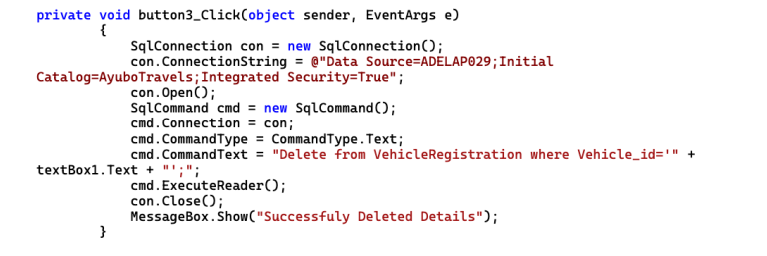 private void button3_Click(object sender, EventArgs e)
{
SqlConnection con = new SqlConnection();
con.ConnectionString = @"Data Source=ADELAP029;Initial
Catalog=AyuboTravels;Integrated Security=True";
con.Open();
SqlCommand cmd = new SqlCommand();
cmd.Connection = con;
cmd.CommandType = CommandType.Text;
cmd.CommandText = "Delete from VehicleRegistration where Vehicle_id='" +
textBox1.Text + "';";
cmd.ExecuteReader();
con.Close();
MessageBox.Show("Successfuly Deleted Details");
}